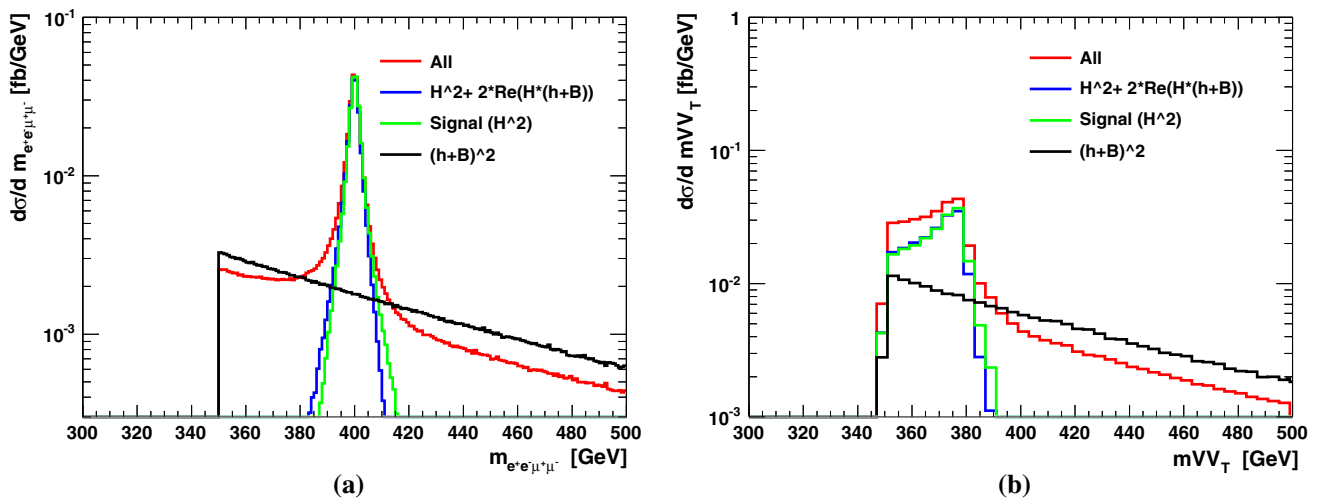 dσ/d m_{e⁺e⁻μ⁺μ⁻} [fb/GeV]
10⁻¹
10⁻²
10⁻³
All
H^2+ 2*Re(H*(h+B))
Signal (H^2)
(h+B)^2
300 320 340 360 380 400 420 440 460 480 500
m_{e⁺e⁻μ⁺μ⁻} [GeV]
(a)
dσ/d mVV_T [fb/GeV]
1
10⁻¹
10⁻²
10⁻³
All
H^2+ 2*Re(H*(h+B))
Signal (H^2)
(h+B)^2
300 320 340 360 380 400 420 440 460 480 500
mVV_T [GeV]
(b)